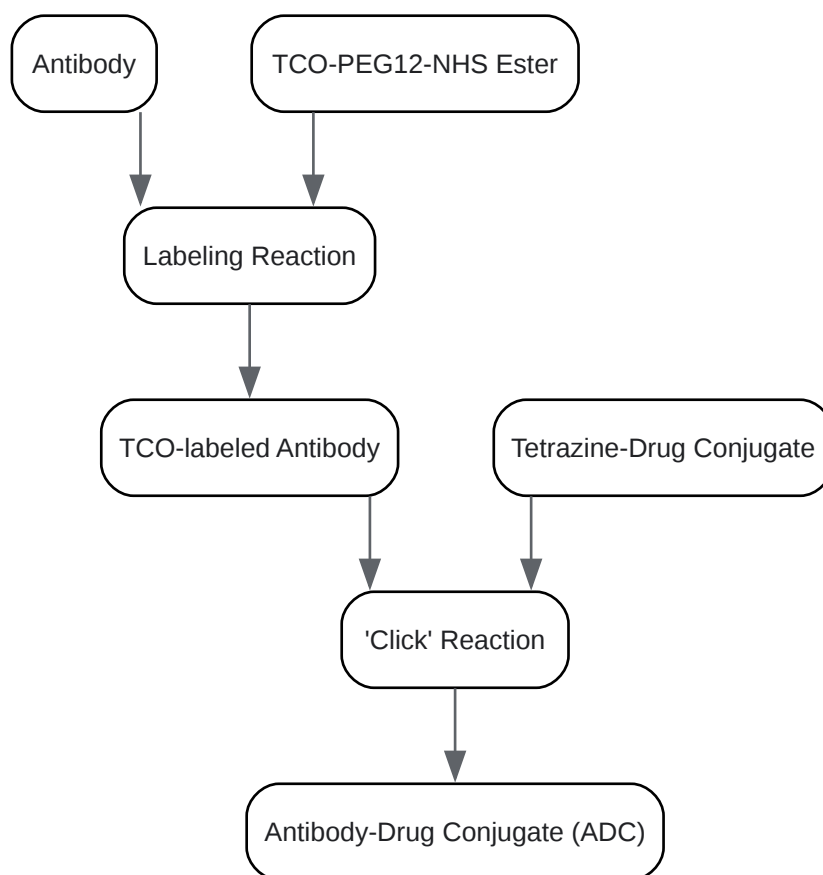 Antibody
TCO-PEG12-NHS Ester
Labeling Reaction
TCO-labeled Antibody
Tetrazine-Drug Conjugate
'Click' Reaction
Antibody-Drug Conjugate (ADC)